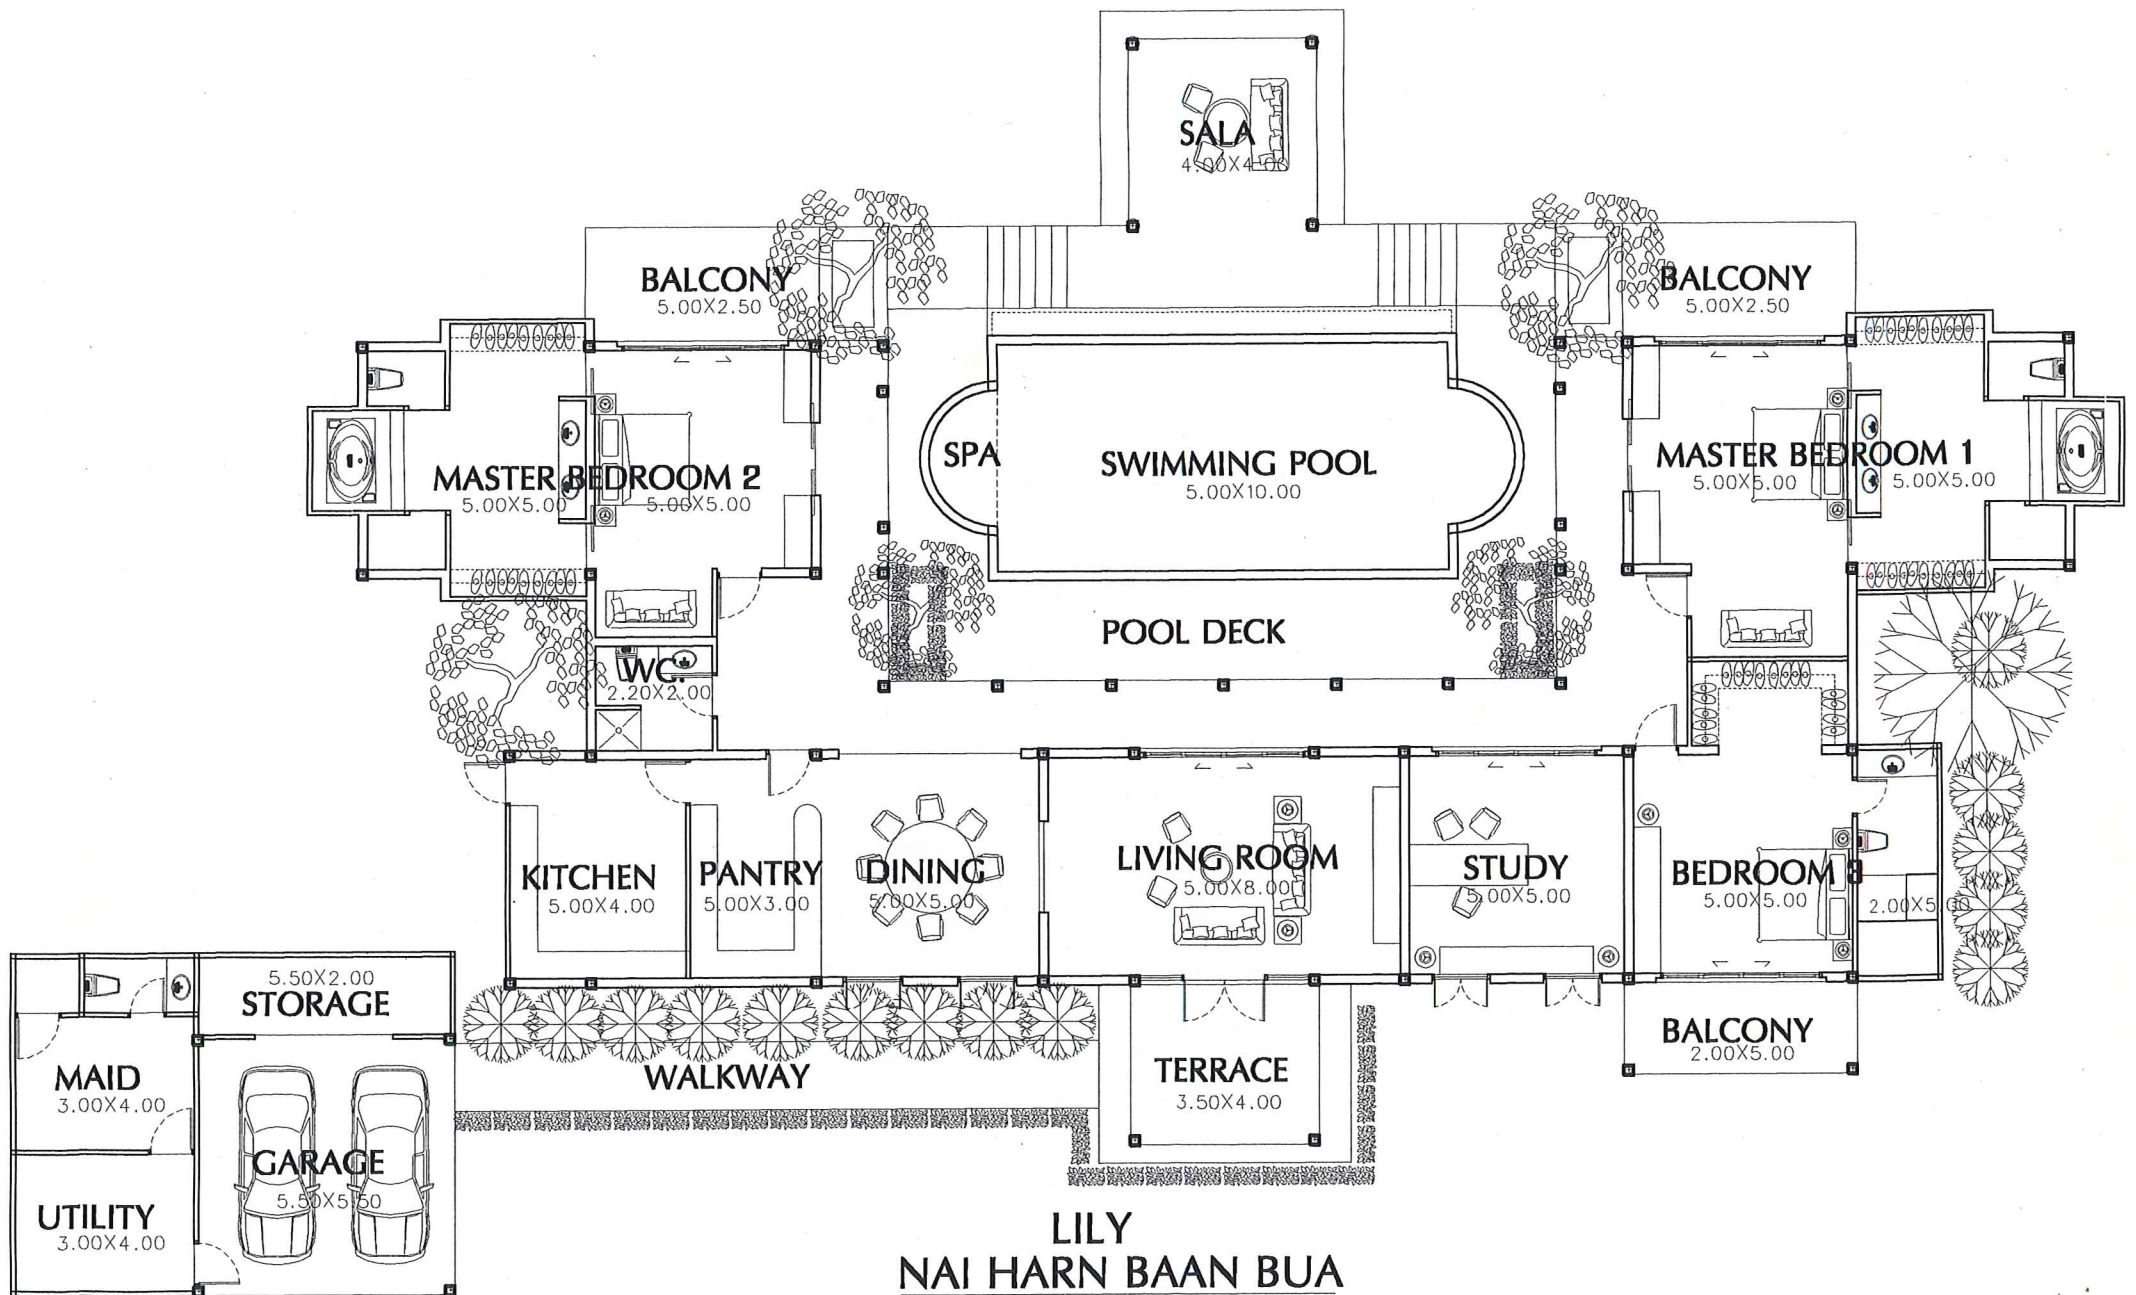 SALA
4.00X4.00
BALCONY
5.00X2.50
BALCONY
5.00X2.50
MASTER BEDROOM 2
5.00X5.00
5.00X5.00
SPA
SWIMMING POOL
5.00X10.00
MASTER BEDROOM 1
5.00X5.00
5.00X5.00
POOL DECK
WC.
2.20X2.00
KITCHEN
5.00X4.00
PANTRY
5.00X3.00
DINING
5.00X5.00
LIVING ROOM
5.00X8.00
STUDY
5.00X5.00
BEDROOM 3
5.00X5.00
2.00X5.00
5.50X2.00
STORAGE
MAID
3.00X4.00
WALKWAY
TERRACE
3.50X4.00
BALCONY
2.00X5.00
GARAGE
5.50X5.50
UTILITY
3.00X4.00
LILY
NAI HARN BAAN BUA